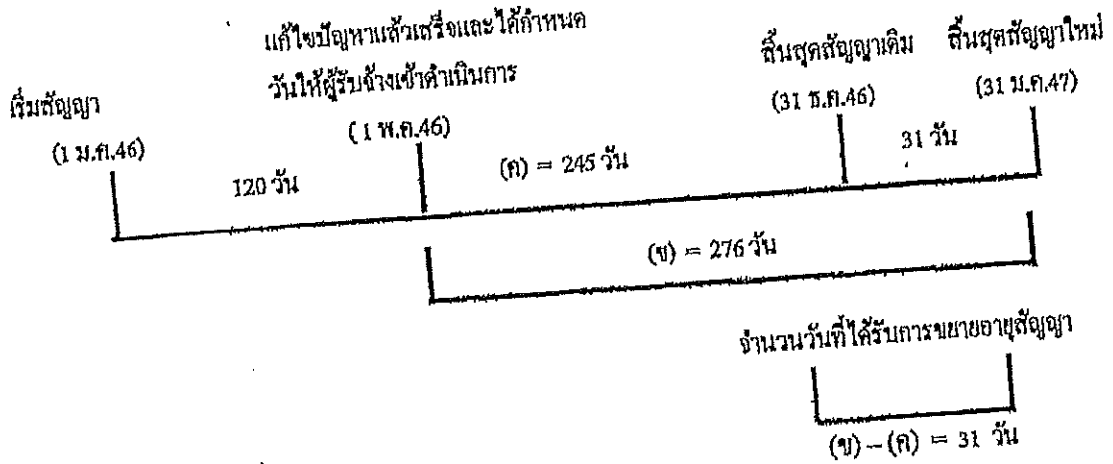 แก้ไขปัญหาแล้วเสร็จและได้กำหนด
วันให้ผู้รับจ้างเข้าดำเนินการ
สิ้นสุดสัญญาเดิม สิ้นสุดสัญญาใหม่
เริ่มสัญญา
(1 ม.ค.46)
(1 พ.ค.46)
(31 ธ.ค.46)
(31 ม.ค.47)
120 วัน
(ค) = 245 วัน
31 วัน
(ข) = 276 วัน
จำนวนวันที่ได้รับการขยายอายุสัญญา
(ข) – (ค) = 31 วัน